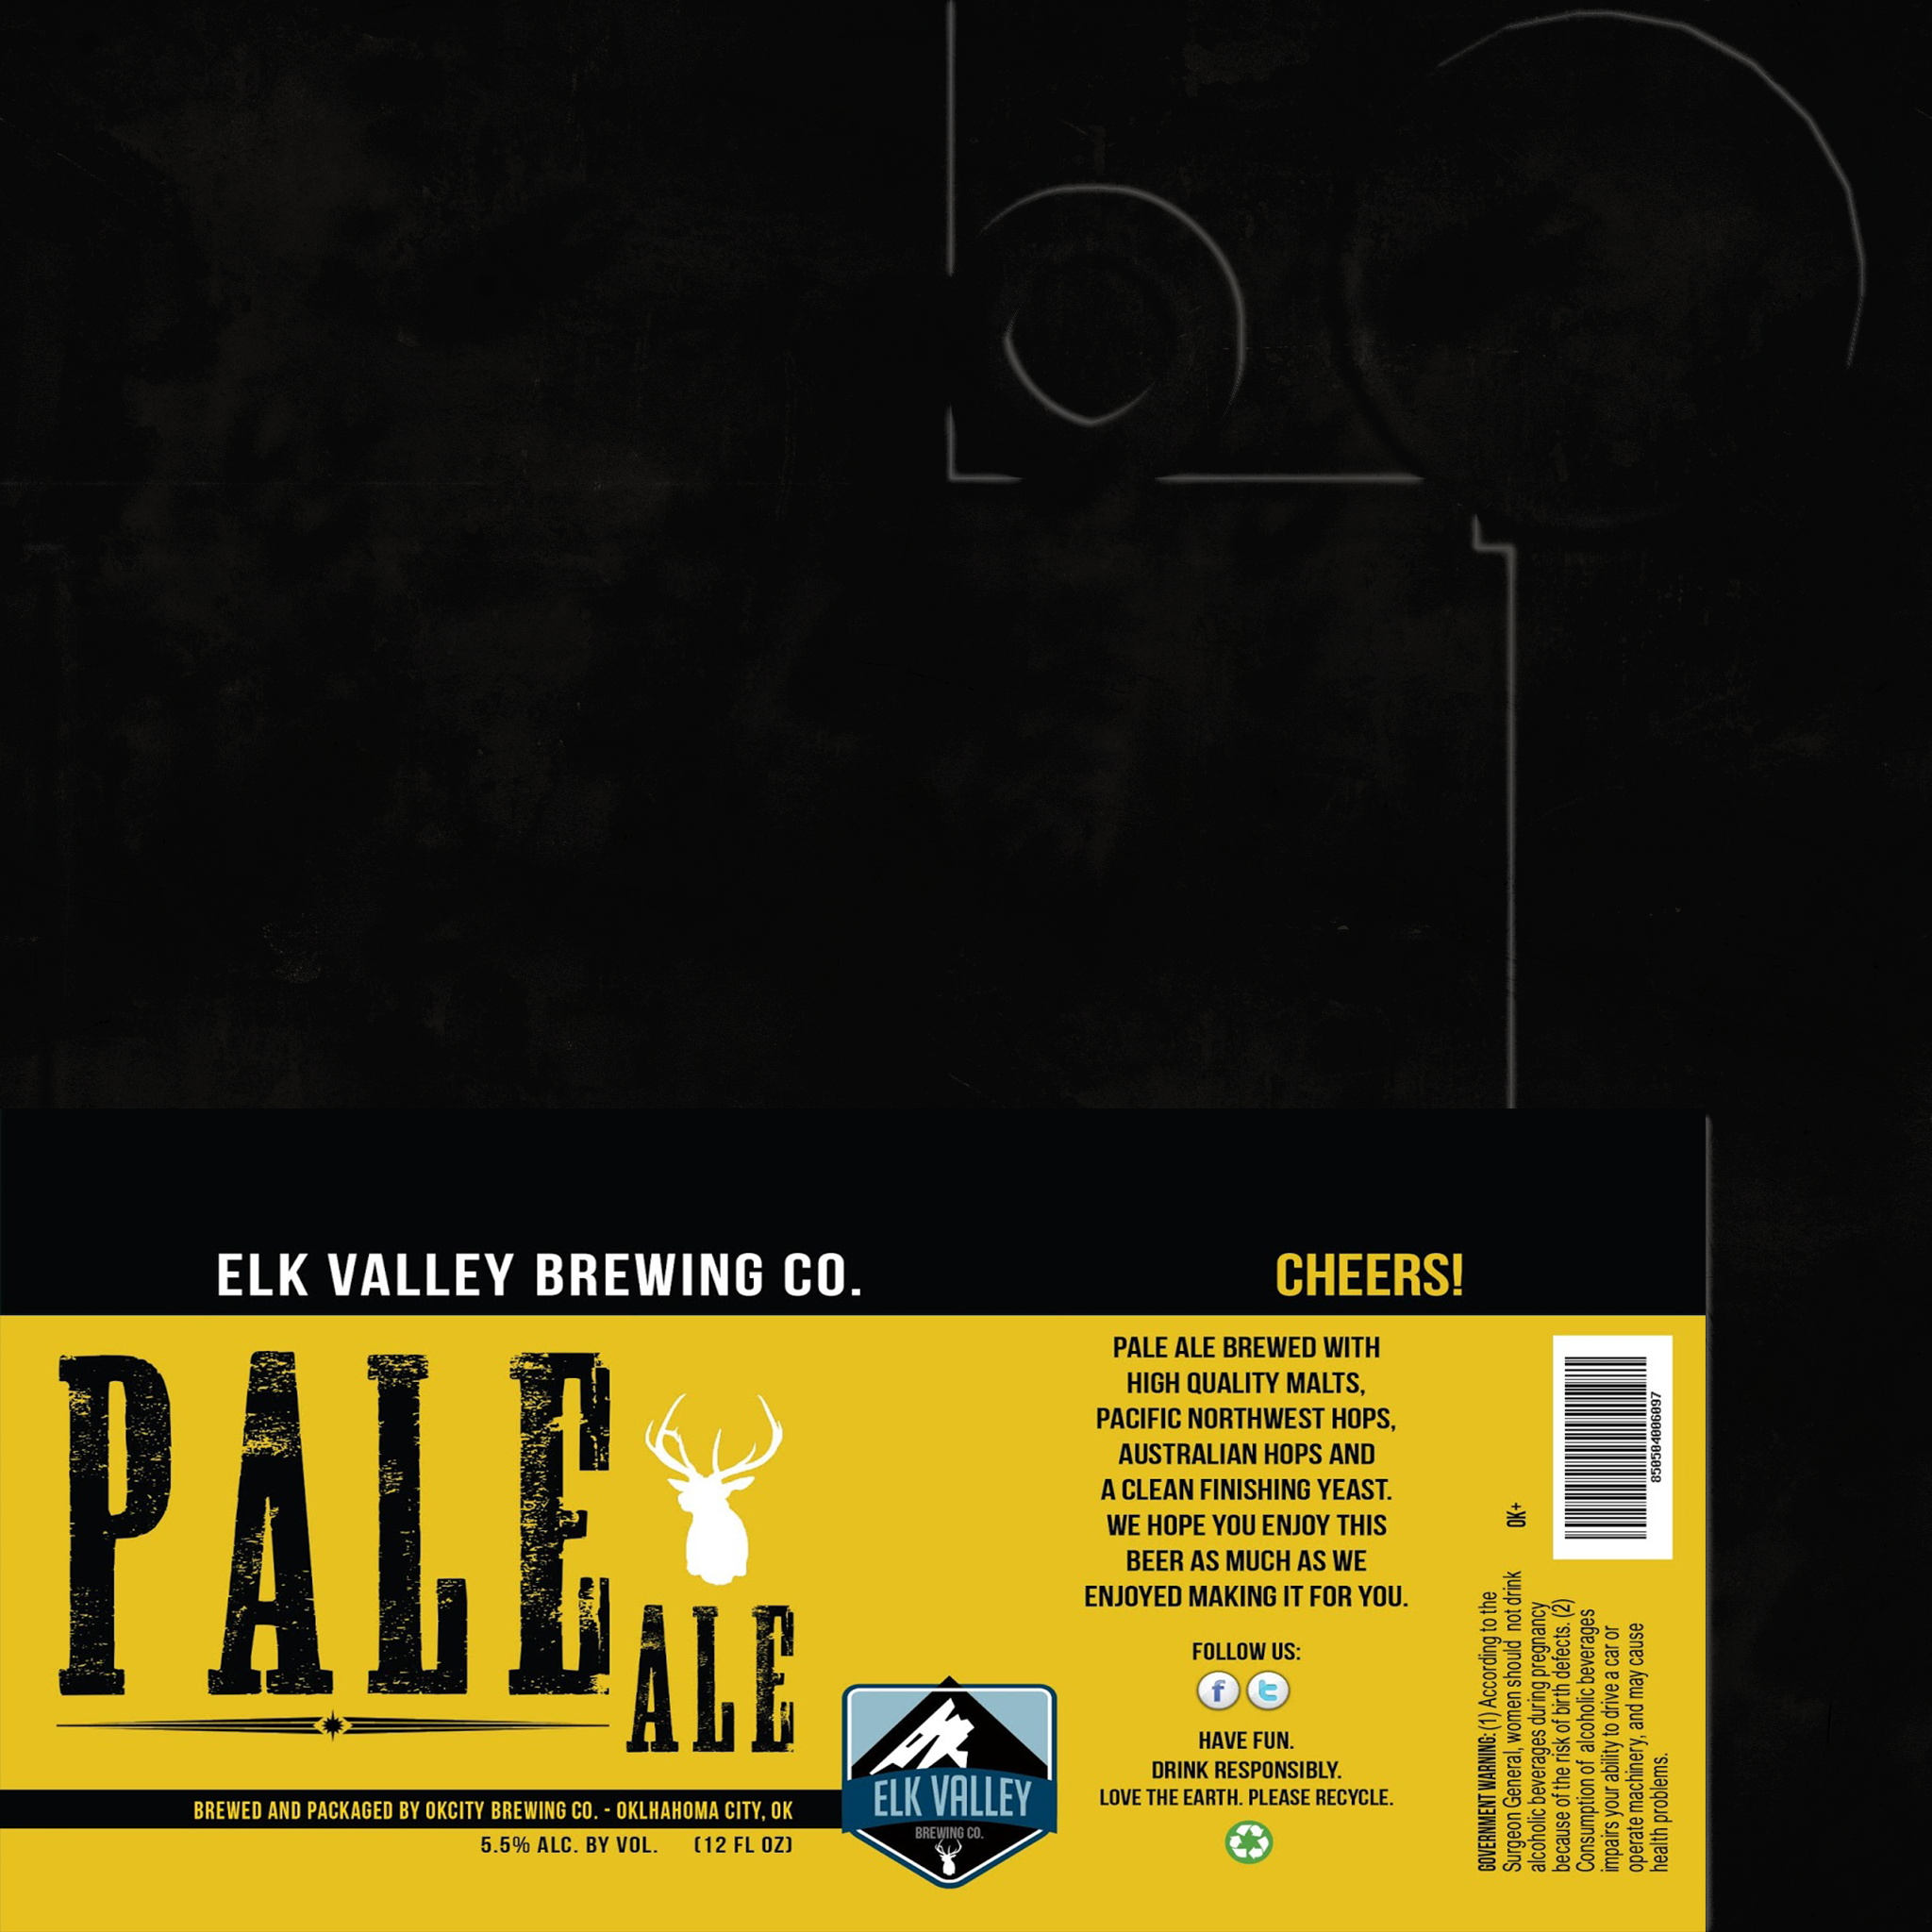 ELK VALLEY BREWING CO.
PALE
ALE
BREWED AND PACKAGED BY OKCITY BREWING CO. - OKLHAHOMA CITY, OK
5.5% ALC. BY VOL. (12 FL OZ)
ELK VALLEY
BREWING CO.
CHEERS!
PALE ALE BREWED WITH
HIGH QUALITY MALTS,
PACIFIC NORTHWEST HOPS,
AUSTRALIAN HOPS AND
A CLEAN FINISHING YEAST.
WE HOPE YOU ENJOY THIS
BEER AS MUCH AS WE
ENJOYED MAKING IT FOR YOU.
FOLLOW US:
f t
HAVE FUN.
DRINK RESPONSIBLY.
LOVE THE EARTH. PLEASE RECYCLE.
GOVERNMENT WARNING: (1) According to the
Surgeon General, women should not drink
alcoholic beverages during pregnancy
because of the risk of birth defects. (2)
Consumption of alcoholic beverages
impairs your ability to drive a car or
operate machinery, and may cause
health problems.
OK+
850504006097